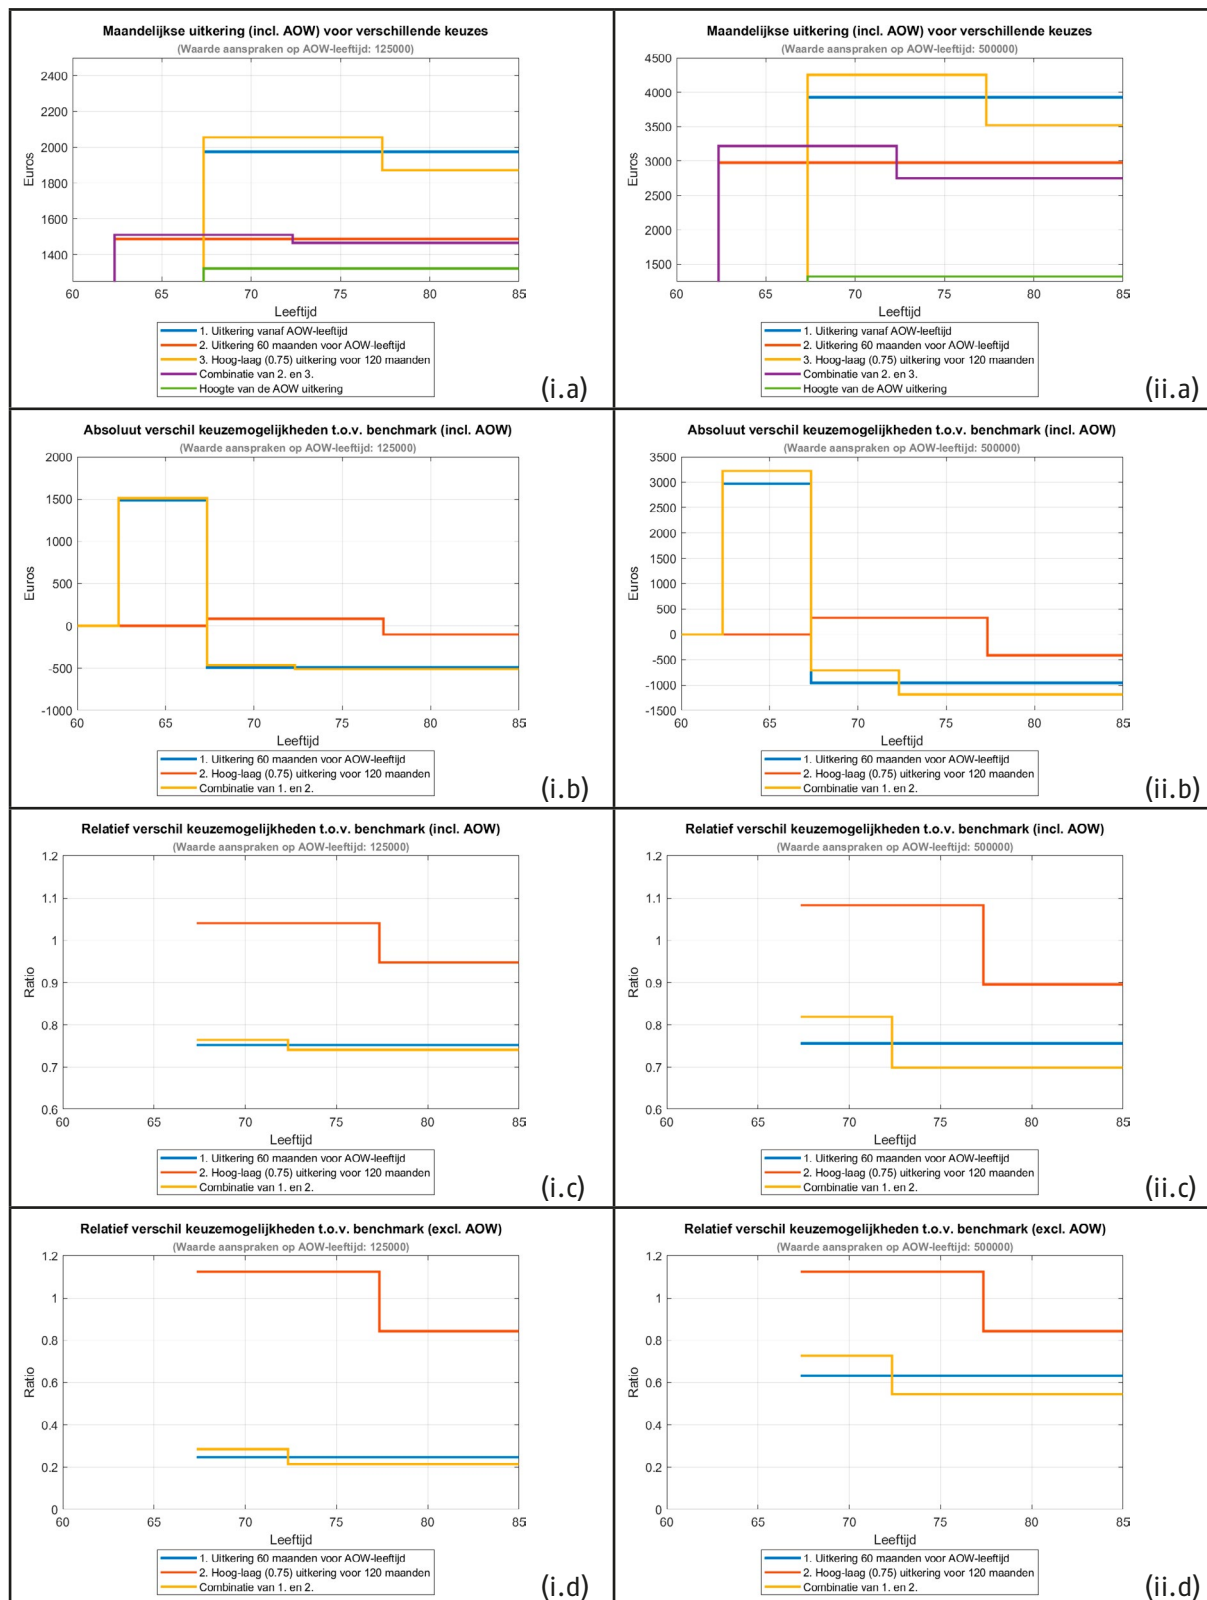 Maandelijkse uitkering (incl. AOW) voor verschillende keuzes
(Waarde aanspraken op AOW-leeftijd: 125000)
2400
2200
2000
1800
1600
1400
Euros
60 65 70 75 80 85
Leeftijd
1. Uitkering vanaf AOW-leeftijd
2. Uitkering 60 maanden voor AOW-leeftijd
3. Hoog-laag (0.75) uitkering voor 120 maanden
Combinatie van 2. en 3.
Hoogte van de AOW uitkering
(i.a)
Maandelijkse uitkering (incl. AOW) voor verschillende keuzes
(Waarde aanspraken op AOW-leeftijd: 500000)
4500
4000
3500
3000
2500
2000
1500
Euros
60 65 70 75 80 85
Leeftijd
1. Uitkering vanaf AOW-leeftijd
2. Uitkering 60 maanden voor AOW-leeftijd
3. Hoog-laag (0.75) uitkering voor 120 maanden
Combinatie van 2. en 3.
Hoogte van de AOW uitkering
(ii.a)
Absoluut verschil keuzemogelijkheden t.o.v. benchmark (incl. AOW)
(Waarde aanspraken op AOW-leeftijd: 125000)
2000
1500
1000
500
0
-500
-1000
Euros
60 65 70 75 80 85
Leeftijd
1. Uitkering 60 maanden voor AOW-leeftijd
2. Hoog-laag (0.75) uitkering voor 120 maanden
Combinatie van 1. en 2.
(i.b)
Absoluut verschil keuzemogelijkheden t.o.v. benchmark (incl. AOW)
(Waarde aanspraken op AOW-leeftijd: 500000)
3500
3000
2500
2000
1500
1000
500
0
-500
-1000
-1500
Euros
60 65 70 75 80 85
Leeftijd
1. Uitkering 60 maanden voor AOW-leeftijd
2. Hoog-laag (0.75) uitkering voor 120 maanden
Combinatie van 1. en 2.
(ii.b)
Relatief verschil keuzemogelijkheden t.o.v. benchmark (incl. AOW)
(Waarde aanspraken op AOW-leeftijd: 125000)
1.2
1.1
1
0.9
0.8
0.7
0.6
Ratio
60 65 70 75 80 85
Leeftijd
1. Uitkering 60 maanden voor AOW-leeftijd
2. Hoog-laag (0.75) uitkering voor 120 maanden
Combinatie van 1. en 2.
(i.c)
Relatief verschil keuzemogelijkheden t.o.v. benchmark (incl. AOW)
(Waarde aanspraken op AOW-leeftijd: 500000)
1.2
1.1
1
0.9
0.8
0.7
0.6
Ratio
60 65 70 75 80 85
Leeftijd
1. Uitkering 60 maanden voor AOW-leeftijd
2. Hoog-laag (0.75) uitkering voor 120 maanden
Combinatie van 1. en 2.
(ii.c)
Relatief verschil keuzemogelijkheden t.o.v. benchmark (excl. AOW)
(Waarde aanspraken op AOW-leeftijd: 125000)
1.2
1
0.8
0.6
0.4
0.2
0
Ratio
60 65 70 75 80 85
Leeftijd
1. Uitkering 60 maanden voor AOW-leeftijd
2. Hoog-laag (0.75) uitkering voor 120 maanden
Combinatie van 1. en 2.
(i.d)
Relatief verschil keuzemogelijkheden t.o.v. benchmark (excl. AOW)
(Waarde aanspraken op AOW-leeftijd: 500000)
1.2
1
0.8
0.6
0.4
0.2
0
Ratio
60 65 70 75 80 85
Leeftijd
1. Uitkering 60 maanden voor AOW-leeftijd
2. Hoog-laag (0.75) uitkering voor 120 maanden
Combinatie van 1. en 2.
(ii.d)